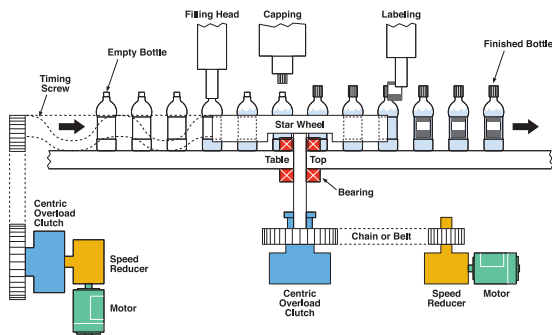 Filling Head
Capping
Labeling
Empty Bottle
Finished Bottle
Timing
Screw
Star Wheel
Table
Top
Bearing
Centric
Overload
Clutch
Speed
Reducer
Motor
Chain or Belt
Centric
Overload
Clutch
Speed
Reducer
Motor